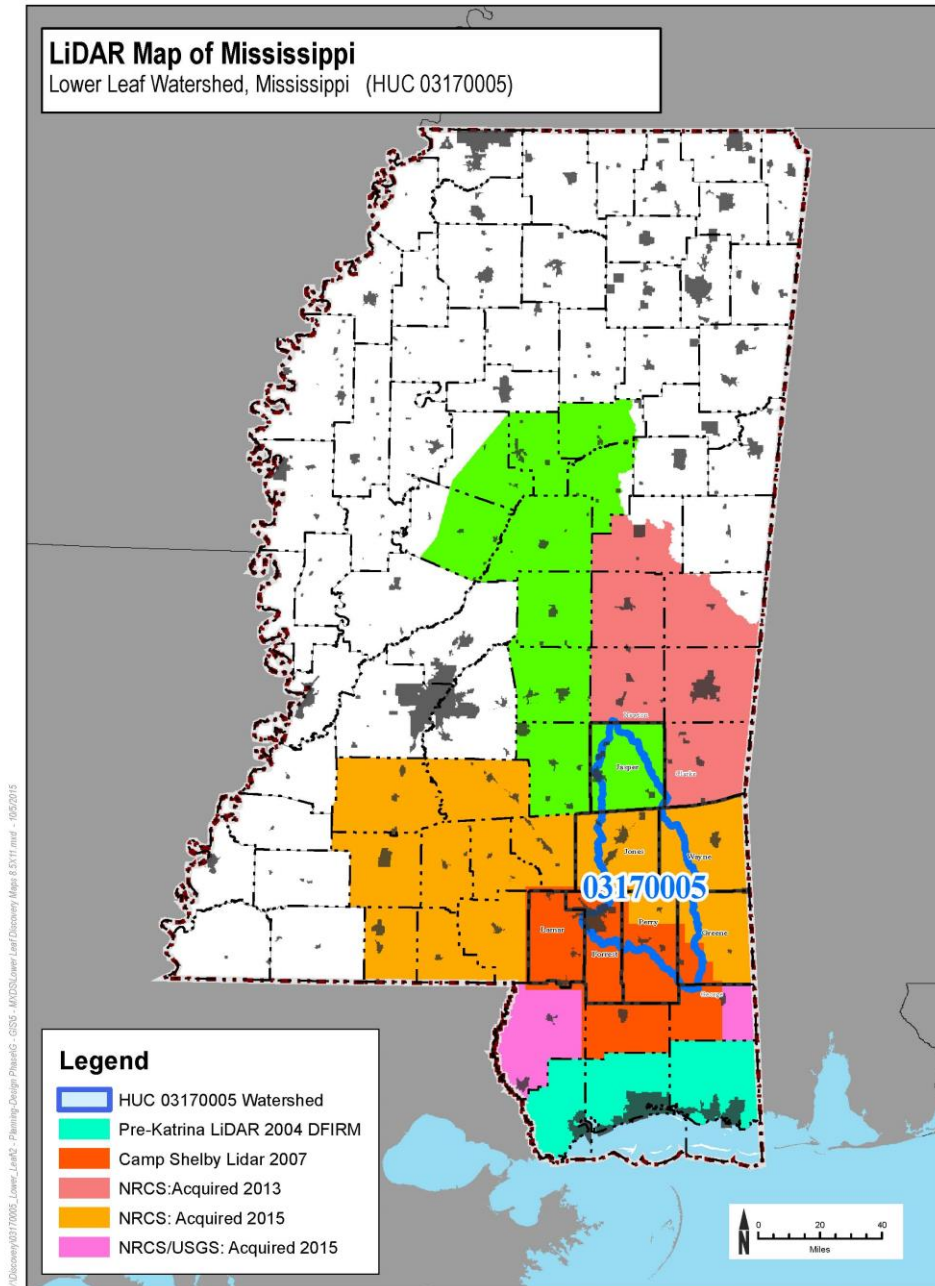 LiDAR Map of Mississippi
Lower Leaf Watershed, Mississippi (HUC 03170005)
Newton
Jasper
Clarke
Jones
Wayne
03170005
Lamar
Forrest
Perry
Greene
George
Legend
HUC 03170005 Watershed
Pre-Katrina LiDAR 2004 DFIRM
Camp Shelby Lidar 2007
NRCS:Acquired 2013
NRCS: Acquired 2015
NRCS/USGS: Acquired 2015
N
0 20 40
Miles